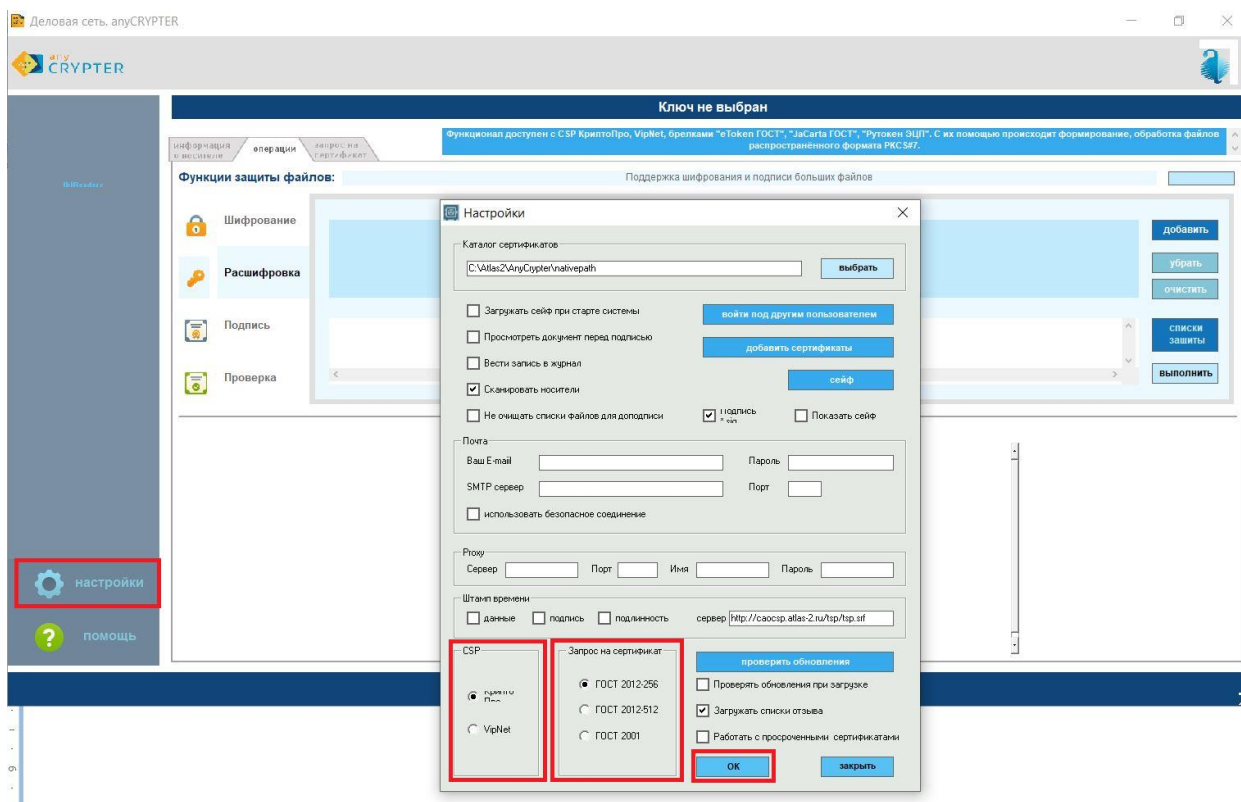 Деловая сеть. anyCRYPTER
any
CRYPTER
Ключ не выбран
информация о носителе
операции
запрос на сертификат
Функционал доступен с CSP КриптоПро, VipNet, брелками "eToken ГОСТ", "JaCarta ГОСТ", "Рутокен ЭЦП". С их помощью происходит формирование, обработка файлов
распространённого формата PKCS#7.
Функции защиты файлов:
Поддержка шифрования и подписи больших файлов
Шифрование
Расшифровка
Подпись
Проверка
добавить
убрать
очистить
списки
зашиты
выполнить
настройки
помощь
Настройки
Каталог сертификатов
C:\Atlas2\AnyCrypter\nativepath
выбрать
Загружать сейф при старте системы
войти под другим пользователем
Просмотреть документ перед подписью
добавить сертификаты
Вести запись в журнал
сейф
Сканировать носители
Не очищать списки файлов для доподписи
Подпись
Показать сейф
Почта
Ваш E-mail
Пароль
SMTP сервер
Порт
использовать безопасное соединение
Proxy
Сервер
Порт
Имя
Пароль
Штамп времени
данные
подпись
подлинность
сервер
http://caocsp.atlas-2.ru/tsp/tsp.srf
CSP
Крипто
VipNet
Запрос на сертификат
ГОСТ 2012-256
ГОСТ 2012-512
ГОСТ 2001
проверить обновления
Проверять обновления при загрузке
Загружать списки отзыва
Работать с просроченными сертификатами
OK
закрыть